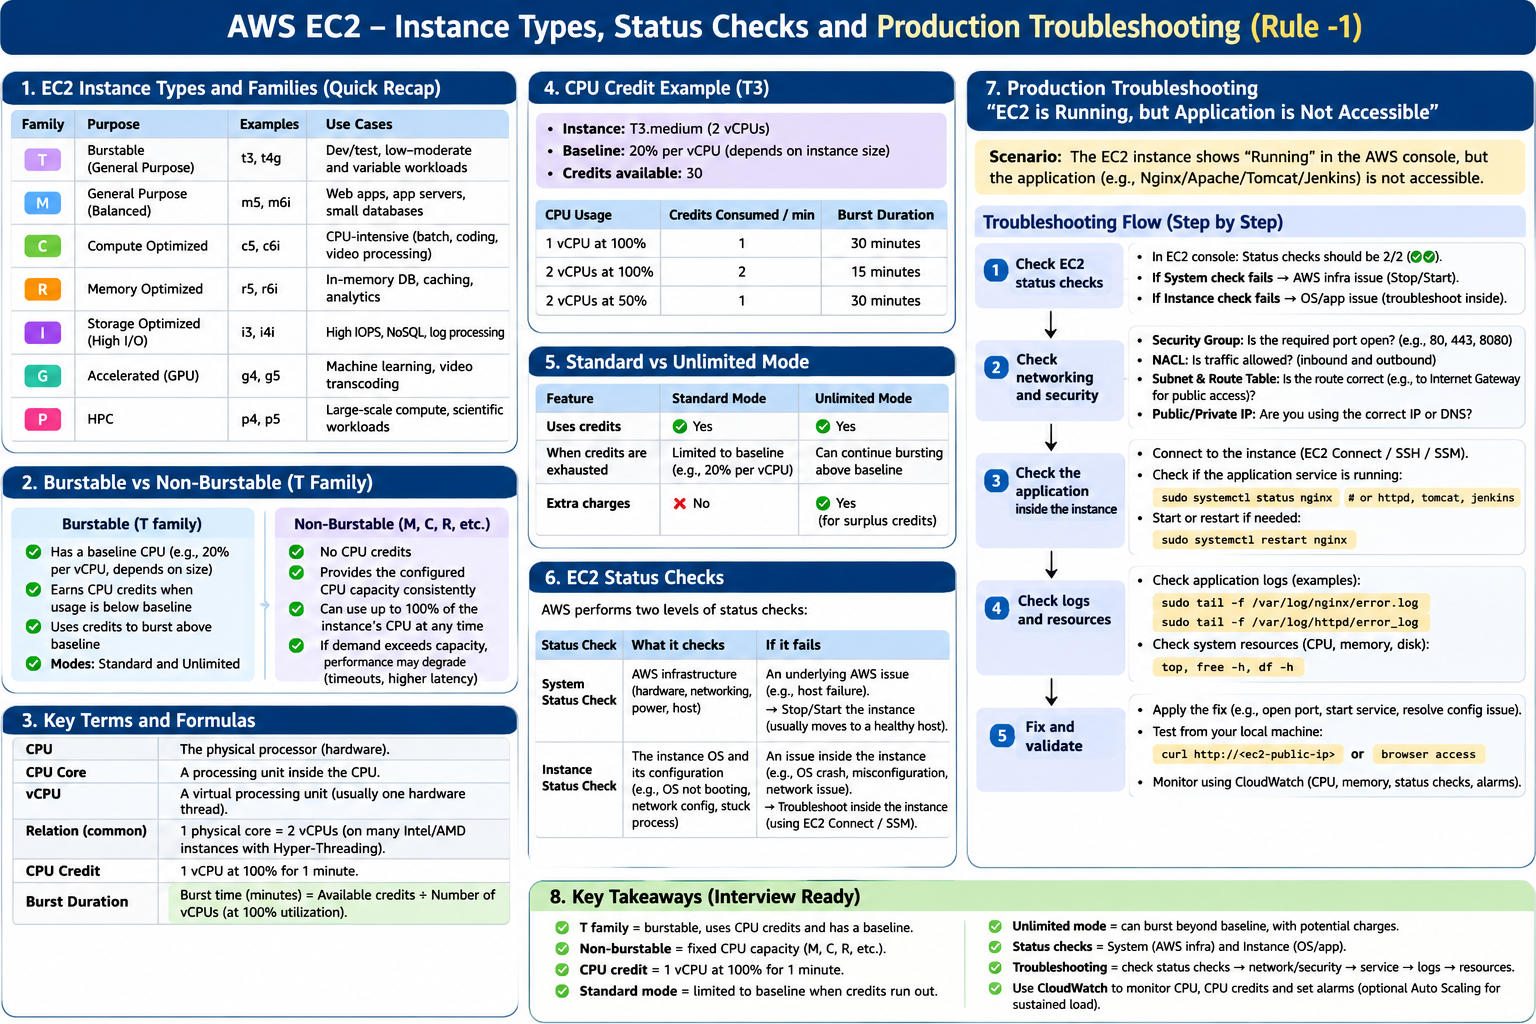 AWS EC2 – Instance Types, Status Checks and Production Troubleshooting (Rule -1)
1. EC2 Instance Types and Families (Quick Recap)
Family Purpose Examples Use Cases
T Burstable (General Purpose) t3, t4g Dev/test, low–moderate and variable workloads
M General Purpose (Balanced) m5, m6i Web apps, app servers, small databases
C Compute Optimized c5, c6i CPU-intensive (batch, coding, video processing)
R Memory Optimized r5, r6i In-memory DB, caching, analytics
I Storage Optimized (High I/O) i3, i4i High IOPS, NoSQL, log processing
G Accelerated (GPU) g4, g5 Machine learning, video transcoding
P HPC p4, p5 Large-scale compute, scientific workloads
2. Burstable vs Non-Burstable (T Family)
Burstable (T family)
Has a baseline CPU (e.g., 20%
per vCPU, depends on size)
Earns CPU credits when
usage is below baseline
Uses credits to burst above
baseline
Modes: Standard and Unlimited
Non-Burstable (M, C, R, etc.)
No CPU credits
Provides the configured
CPU capacity consistently
Can use up to 100% of the
instance's CPU at any time
If demand exceeds capacity,
performance may degrade
(timeouts, higher latency)
3. Key Terms and Formulas
CPU The physical processor (hardware).
CPU Core A processing unit inside the CPU.
vCPU A virtual processing unit (usually one hardware
thread).
Relation (common) 1 physical core = 2 vCPUs (on many Intel/AMD
instances with Hyper-Threading).
CPU Credit 1 vCPU at 100% for 1 minute.
Burst Duration Burst time (minutes) = Available credits ÷ Number of
vCPUs (at 100% utilization).
4. CPU Credit Example (T3)
• Instance: T3.medium (2 vCPUs)
• Baseline: 20% per vCPU (depends on instance size)
• Credits available: 30
CPU Usage Credits Consumed / min Burst Duration
1 vCPU at 100% 1 30 minutes
2 vCPUs at 100% 2 15 minutes
2 vCPUs at 50% 1 30 minutes
5. Standard vs Unlimited Mode
Feature Standard Mode Unlimited Mode
Uses credits Yes Yes
When credits are exhausted Limited to baseline (e.g., 20% per vCPU) Can continue bursting above baseline
Extra charges No Yes (for surplus credits)
6. EC2 Status Checks
AWS performs two levels of status checks:
Status Check What it checks If it fails
System Status Check
AWS infrastructure
(hardware, networking,
power, host)
An underlying AWS issue
(e.g., host failure).
→ Stop/Start the instance
(usually moves to a healthy host).
Instance Status Check
The instance OS and
its configuration
(e.g., OS not booting,
network config, stuck
process)
An issue inside the instance
(e.g., OS crash, misconfiguration,
network issue).
→ Troubleshoot inside the instance
(using EC2 Connect / SSM).
7. Production Troubleshooting
“EC2 is Running, but Application is Not Accessible”
Scenario: The EC2 instance shows “Running” in the AWS console, but
the application (e.g., Nginx/Apache/Tomcat/Jenkins) is not accessible.
Troubleshooting Flow (Step by Step)
1 Check EC2
status checks
• In EC2 console: Status checks should be 2/2 (✅✅).
• If System check fails → AWS infra issue (Stop/Start).
• If Instance check fails → OS/app issue (troubleshoot inside).
2 Check
networking
and security
• Security Group: Is the required port open? (e.g., 80, 443, 8080)
• NACL: Is traffic allowed? (inbound and outbound)
• Subnet & Route Table: Is the route correct (e.g., to Internet Gateway
for public access)?
• Public/Private IP: Are you using the correct IP or DNS?
3 Check the
application
inside the instance
• Connect to the instance (EC2 Connect / SSH / SSM).
• Check if the application service is running:
sudo systemctl status nginx # or httpd, tomcat, jenkins
• Start or restart if needed:
sudo systemctl restart nginx
4 Check logs
and resources
• Check application logs (examples):
sudo tail -f /var/log/nginx/error.log
sudo tail -f /var/log/httpd/error_log
• Check system resources (CPU, memory, disk):
top, free -h, df -h
5 Fix and
validate
• Apply the fix (e.g., open port, start service, resolve config issue).
• Test from your local machine:
curl http://<ec2-public-ip> or browser access
• Monitor using CloudWatch (CPU, memory, status checks, alarms).
8. Key Takeaways (Interview Ready)
T family = burstable, uses CPU credits and has a baseline.
Non-burstable = fixed CPU capacity (M, C, R, etc.).
CPU credit = 1 vCPU at 100% for 1 minute.
Standard mode = limited to baseline when credits run out.
Unlimited mode = can burst beyond baseline, with potential charges.
Status checks = System (AWS infra) and Instance (OS/app).
Troubleshooting = check status checks → network/security → service → logs → resources.
Use CloudWatch to monitor CPU, CPU credits and set alarms (optional Auto Scaling for
sustained load).